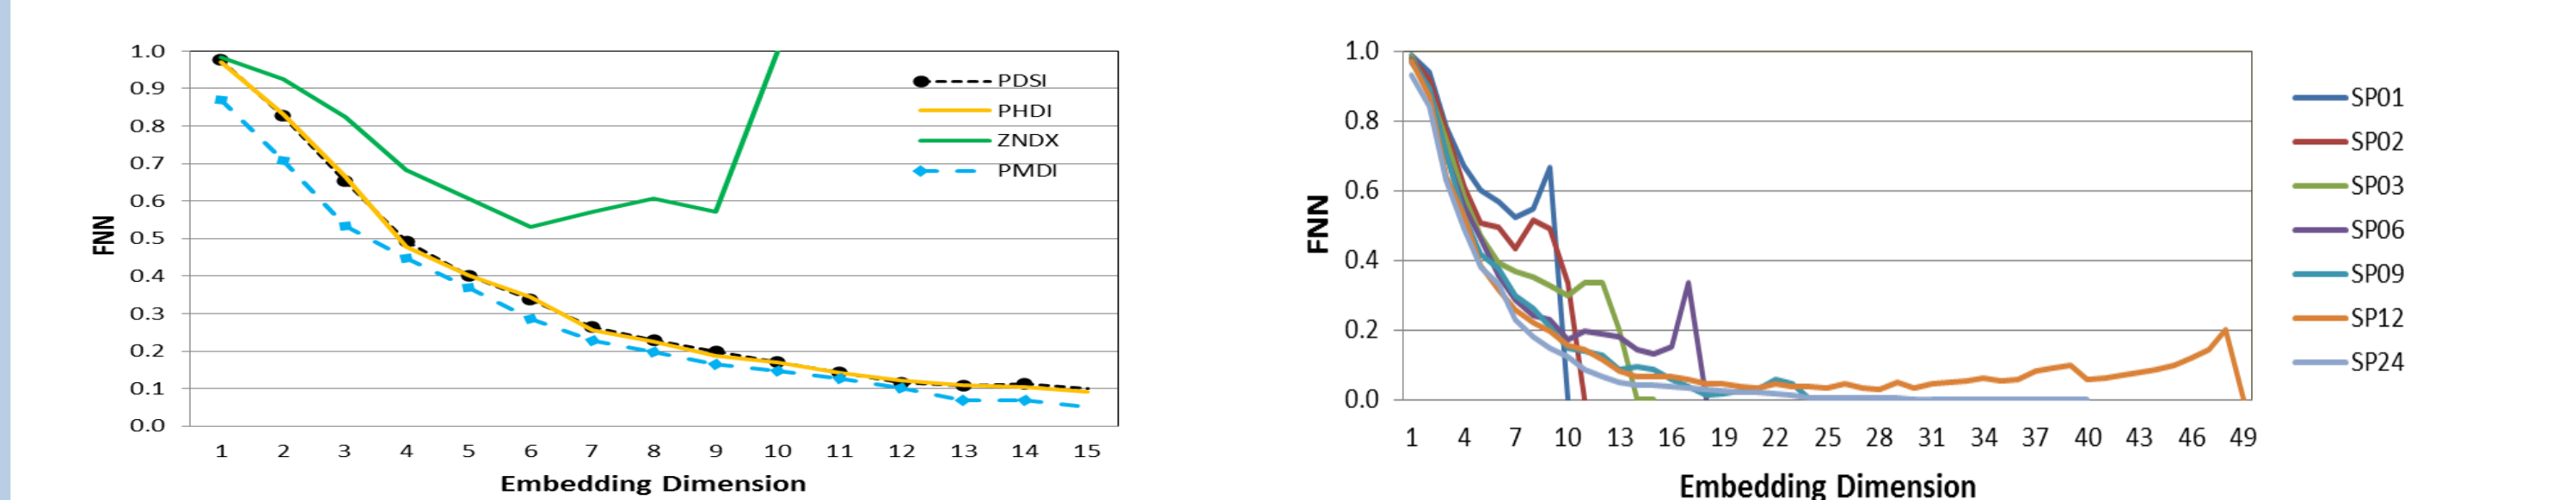 1.0
0.9
0.8
0.7
0.6
0.5
0.4
0.3
0.2
0.1
0.0
FNN
1 2 3 4 5 6 7 8 9 10 11 12 13 14 15
Embedding Dimension
PDSI
PHDI
ZNDX
PMDI
1.0
0.8
0.6
0.4
0.2
0.0
FNN
1 4 7 10 13 16 19 22 25 28 31 34 37 40 43 46 49
Embedding Dimension
SP01
SP02
SP03
SP06
SP09
SP12
SP24